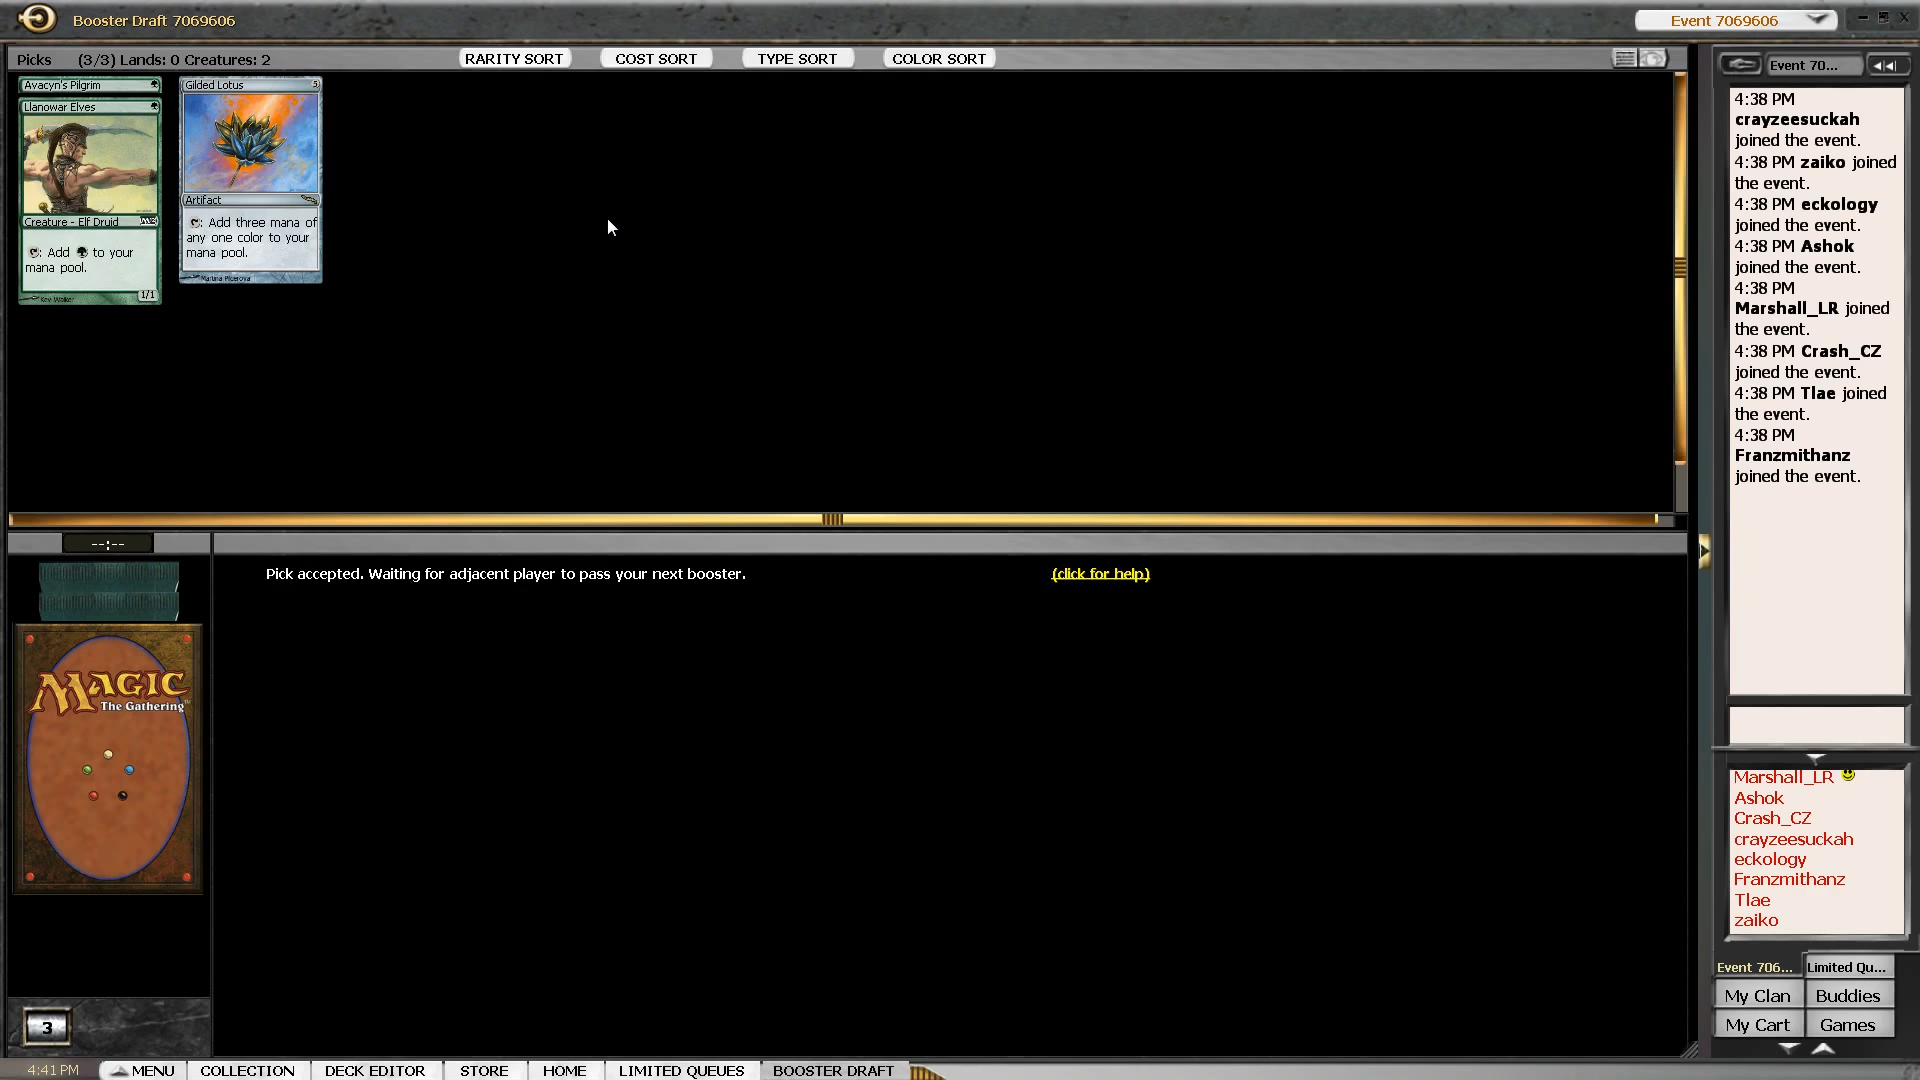 Booster Draft 7069606
Event 7069606
Picks (3/3) Lands: 0 Creatures: 2
RARITY SORT
COST SORT
TYPE SORT
COLOR SORT
Avacyn's Pilgrim
Llanowar Elves
Creature - Elf Druid
: Add to your
mana pool.
Kev Walker
1/1
Gilded Lotus
5
Artifact
: Add three mana of
any one color to your
mana pool.
Martina Pilcerova
Event 70...
4:38 PM
crayzeesuckah
joined the event.
4:38 PM zaiko joined
the event.
4:38 PM eckology
joined the event.
4:38 PM Ashok
joined the event.
4:38 PM
Marshall_LR joined
the event.
4:38 PM Crash_CZ
joined the event.
4:38 PM Tlae joined
the event.
4:38 PM
Franzmithanz
joined the event.
--:--
Pick accepted. Waiting for adjacent player to pass your next booster.
(click for help)
MAGIC
The Gathering
3
Marshall_LR
Ashok
Crash_CZ
crayzeesuckah
eckology
Franzmithanz
Tlae
zaiko
Event 706...
Limited Qu...
My Clan
Buddies
My Cart
Games
4:41 PM
MENU
COLLECTION
DECK EDITOR
STORE
HOME
LIMITED QUEUES
BOOSTER DRAFT